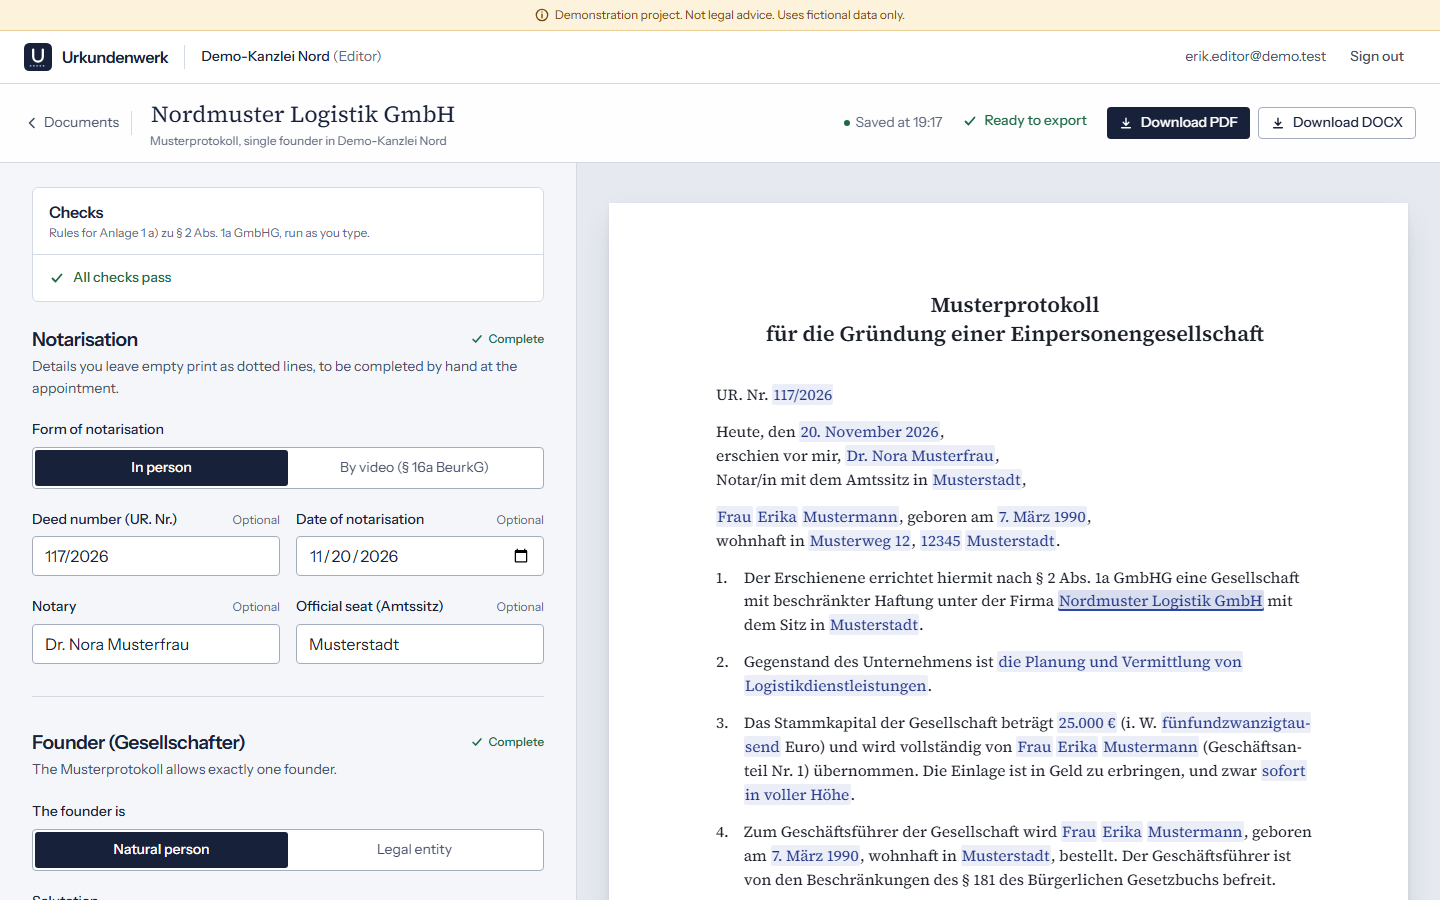 Demonstration project. Not legal advice. Uses fictional data only.
U Urkundenwerk
Demo-Kanzlei Nord (Editor)
erik.editor@demo.test
Sign out
Documents
Nordmuster Logistik GmbH
Musterprotokoll, single founder in Demo-Kanzlei Nord
Saved at 19:17
Ready to export
Download PDF
Download DOCX
Checks
Rules for Anlage 1 a) zu § 2 Abs. 1a GmbHG, run as you type.
All checks pass
Notarisation
Complete
Details you leave empty print as dotted lines, to be completed by hand at the
appointment.
Form of notarisation
In person
By video (§ 16a BeurkG)
Deed number (UR. Nr.)
Optional
Date of notarisation
Optional
117/2026
11/20/2026
Notary
Optional
Official seat (Amtssitz)
Optional
Dr. Nora Musterfrau
Musterstadt
Founder (Gesellschafter)
Complete
The Musterprotokoll allows exactly one founder.
The founder is
Natural person
Legal entity
Salutation
Musterprotokoll
für die Gründung einer Einpersonengesellschaft
UR. Nr. 117/2026
Heute, den 20. November 2026,
erschien vor mir, Dr. Nora Musterfrau,
Notar/in mit dem Amtssitz in Musterstadt,
Frau Erika Mustermann, geboren am 7. März 1990,
wohnhaft in Musterweg 12, 12345 Musterstadt.
1. Der Erschienene errichtet hiermit nach § 2 Abs. 1a GmbHG eine Gesellschaft
mit beschränkter Haftung unter der Firma Nordmuster Logistik GmbH mit
dem Sitz in Musterstadt.
2. Gegenstand des Unternehmens ist die Planung und Vermittlung von
Logistikdienstleistungen.
3. Das Stammkapital der Gesellschaft beträgt 25.000 € (i. W. fünfundzwanzigtau-
send Euro) und wird vollständig von Frau Erika Mustermann (Geschäftsan-
teil Nr. 1) übernommen. Die Einlage ist in Geld zu erbringen, und zwar sofort
in voller Höhe.
4. Zum Geschäftsführer der Gesellschaft wird Frau Erika Mustermann, geboren
am 7. März 1990, wohnhaft in Musterstadt, bestellt. Der Geschäftsführer ist
von den Beschränkungen des § 181 des Bürgerlichen Gesetzbuchs befreit.